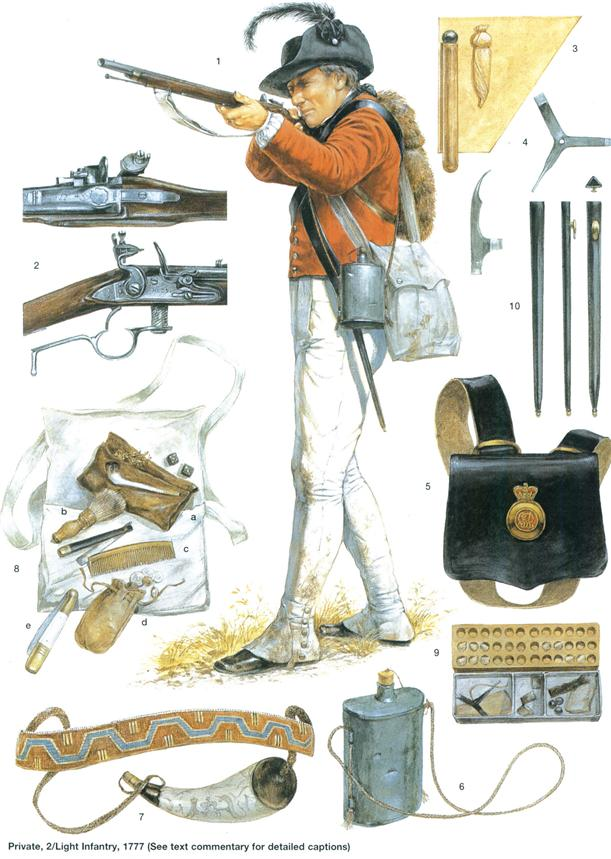 1
3
4
2
10
5
b
a
c
8
e
d
9
6
7
Private, 2/Light Infantry, 1777 (See text commentary for detailed captions)